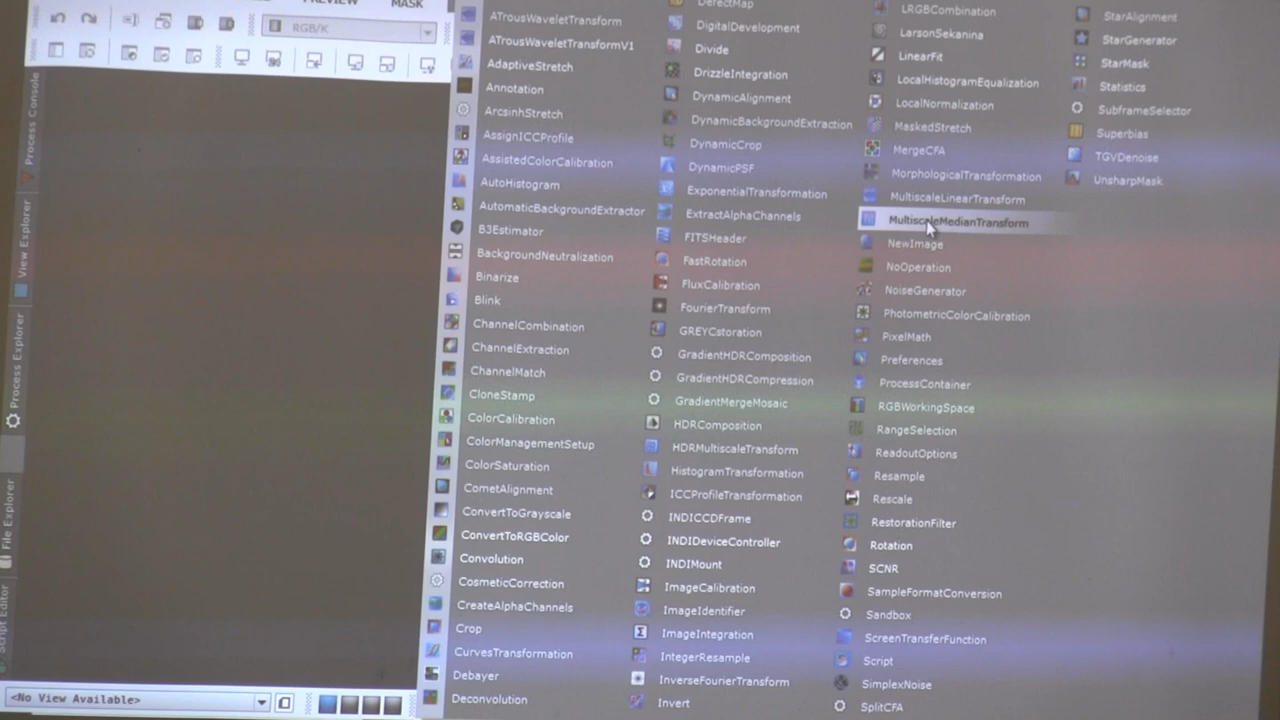 PREVIEW
MASK
RGB/K
Process Console
View Explorer
Process Explorer
File Explorer
Script Editor
<No View Available>
ATrousWaveletTransform
ATrousWaveletTransformV1
AdaptiveStretch
Annotation
ArcsinhStretch
AssignICCProfile
AssistedColorCalibration
AutoHistogram
AutomaticBackgroundExtractor
B3Estimator
BackgroundNeutralization
Binarize
Blink
ChannelCombination
ChannelExtraction
ChannelMatch
CloneStamp
ColorCalibration
ColorManagementSetup
ColorSaturation
CometAlignment
ConvertToGrayscale
ConvertToRGBColor
Convolution
CosmeticCorrection
CreateAlphaChannels
Crop
CurvesTransformation
Debayer
Deconvolution
DefectMap
DigitalDevelopment
Divide
DrizzleIntegration
DynamicAlignment
DynamicBackgroundExtraction
DynamicCrop
DynamicPSF
ExponentialTransformation
ExtractAlphaChannels
FITSHeader
FastRotation
FluxCalibration
FourierTransform
GREYCstoration
GradientHDRComposition
GradientHDRCompression
GradientMergeMosaic
HDRComposition
HDRMultiscaleTransform
HistogramTransformation
ICCProfileTransformation
INDICCDFrame
INDIDeviceController
INDIMount
ImageCalibration
ImageIdentifier
ImageIntegration
IntegerResample
InverseFourierTransform
Invert
LRGBCombination
LarsonSekanina
LinearFit
LocalHistogramEqualization
LocalNormalization
MaskedStretch
MergeCFA
MorphologicalTransformation
MultiscaleLinearTransform
MultiscaleMedianTransform
NewImage
NoOperation
NoiseGenerator
PhotometricColorCalibration
PixelMath
Preferences
ProcessContainer
RGBWorkingSpace
RangeSelection
ReadoutOptions
Resample
Rescale
RestorationFilter
Rotation
SCNR
SampleFormatConversion
Sandbox
ScreenTransferFunction
Script
SimplexNoise
SplitCFA
StarAlignment
StarGenerator
StarMask
Statistics
SubframeSelector
Superbias
TGVDenoise
UnsharpMask